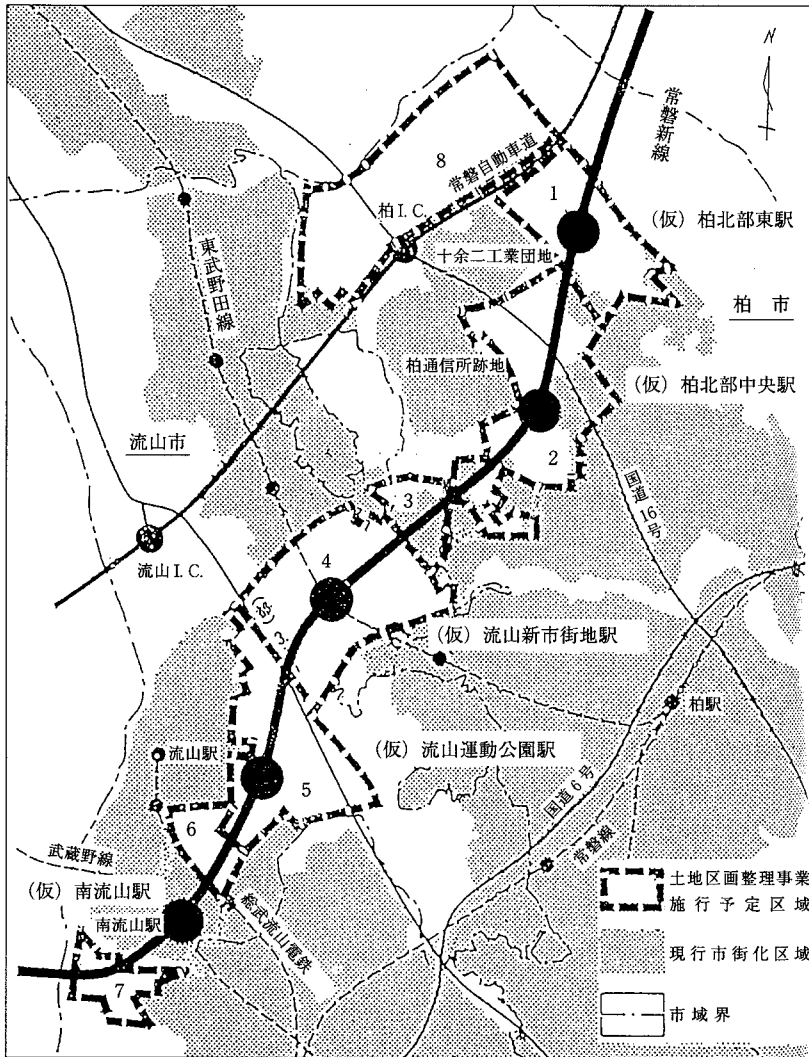 N
常磐新線
8
常磐自動車道
1
柏I.C.
(仮) 柏北部東駅
十余二工業団地
東武野田線
柏市
柏通信所跡地
(仮) 柏北部中央駅
流山市
2
3
国道16号
流山I.C.
4
(仮) 流山新市街地駅
柏駅
流山駅
(仮) 流山運動公園駅
5
国道6号
6
常磐線
武蔵野線
(仮) 南流山駅
南流山駅
総武流山電鉄
7
土地区画整理事業
施行予定区域
現行市街化区域
市域界